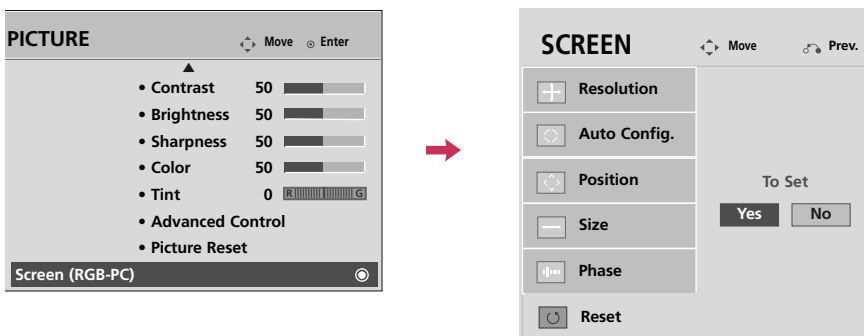 PICTURE
Move Enter
• Contrast 50
• Brightness 50
• Sharpness 50
• Color 50
• Tint 0 R G
• Advanced Control
• Picture Reset
Screen (RGB-PC)
SCREEN
Move Prev.
Resolution
Auto Config.
Position
Size
Phase
Reset
To Set
Yes No